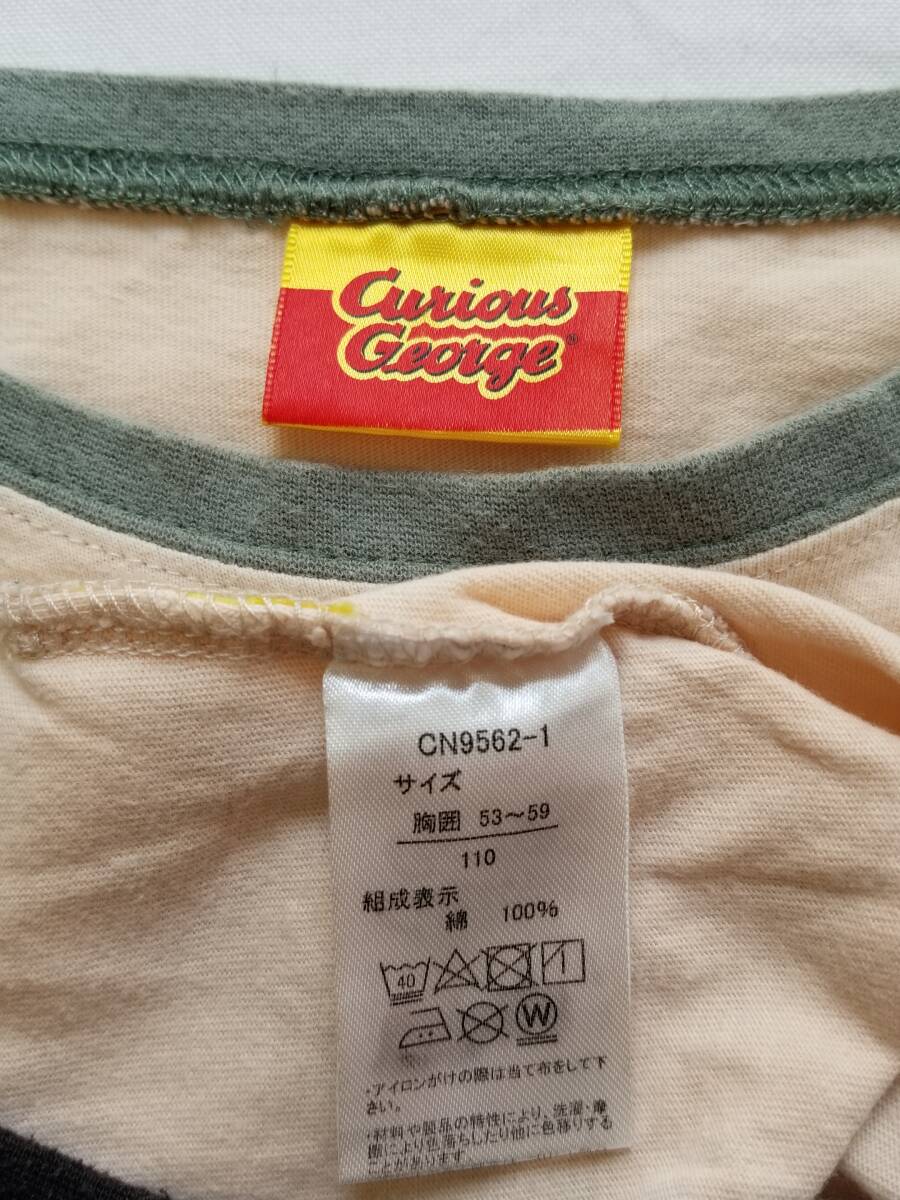 Curious
George®
CN9562-1
サイズ
胸囲 53～59
110
組成表示
綿 100%
40
W
・アイロンがけの際は当て布をして下
さい。
・材料や製品の特性により、洗濯・摩
擦により色落ちしたり他に色移りする
ことがあります